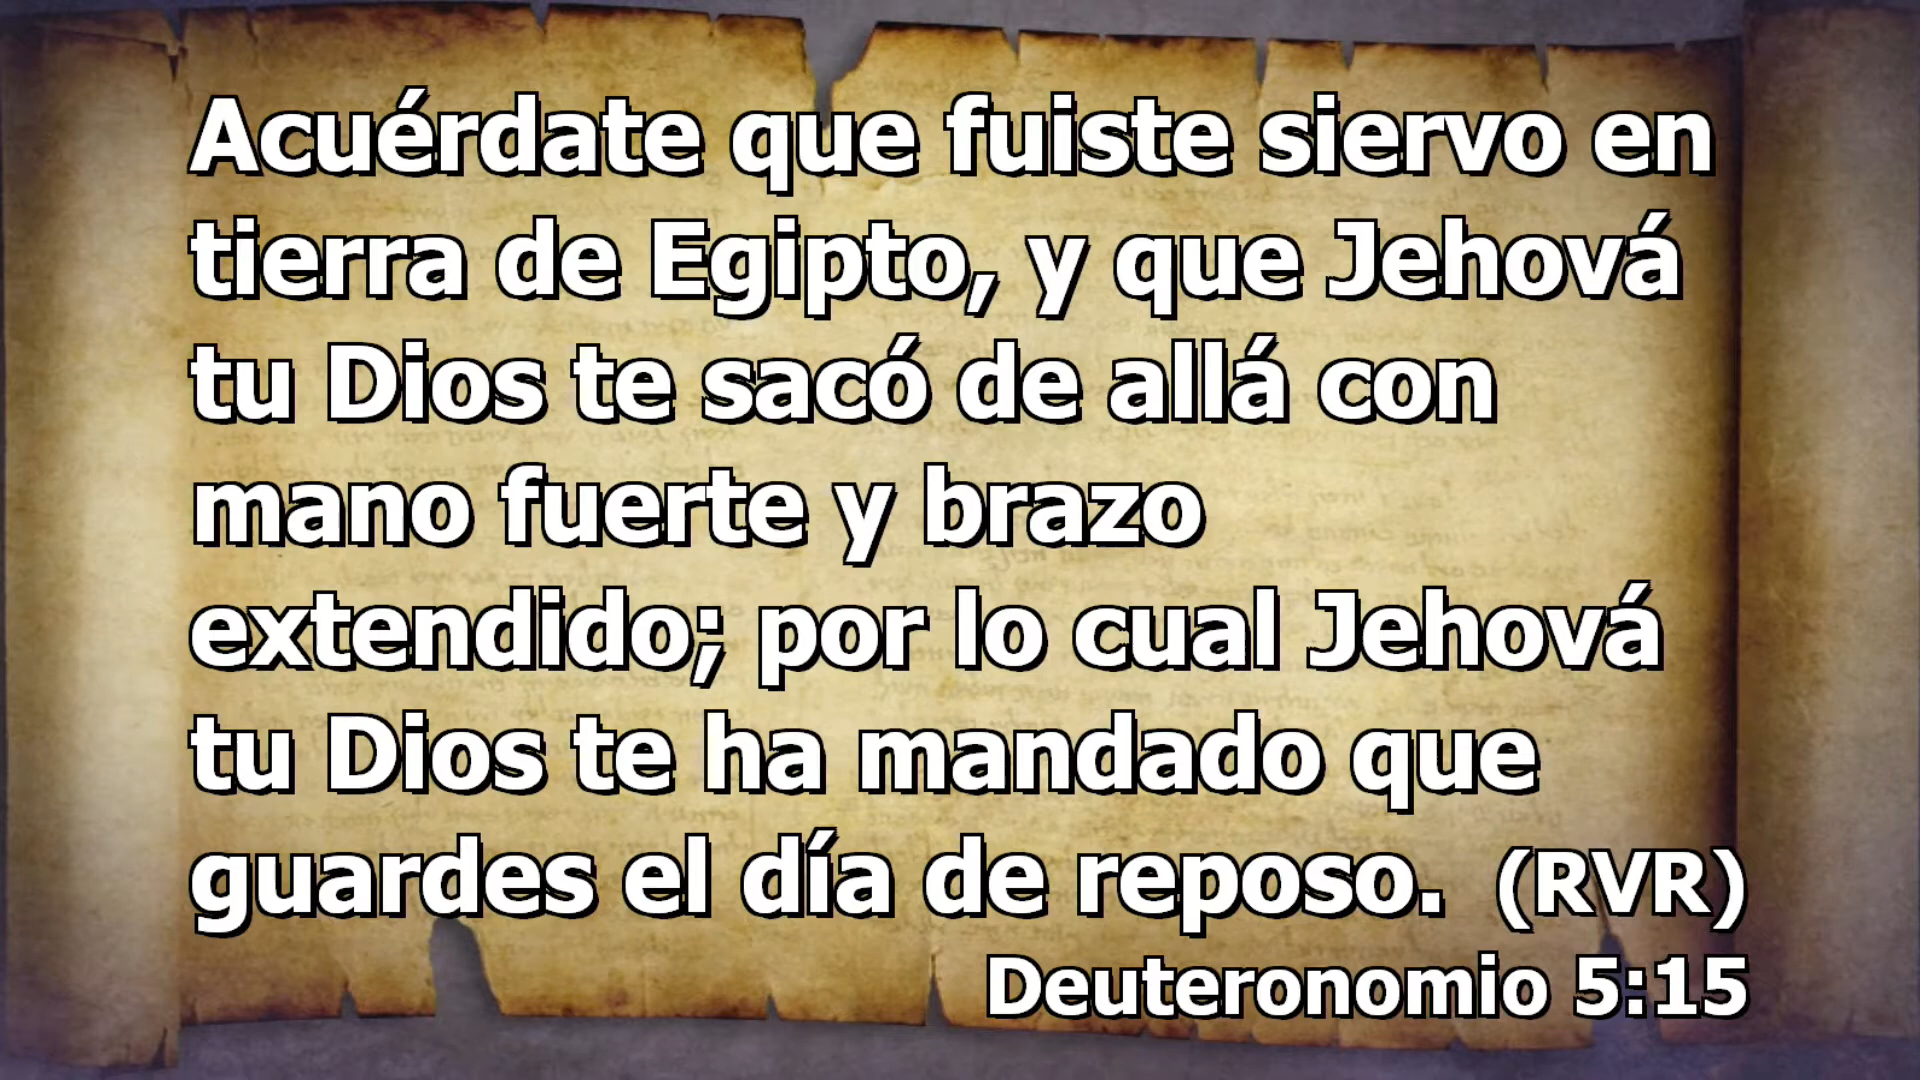 Acuérdate que fuiste siervo en
tierra de Egipto, y que Jehová
tu Dios te sacó de allá con
mano fuerte y brazo
extendido; por lo cual Jehová
tu Dios te ha mandado que
guardes el día de reposo. (RVR)
Deuteronomio 5:15